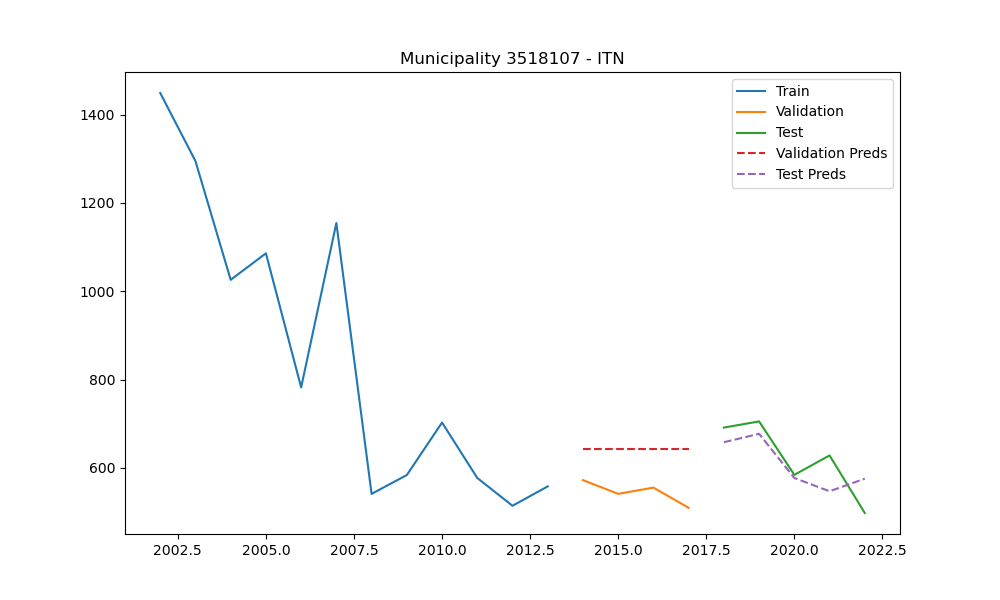 Municipality 3518107 - ITN
Train
Validation
Test
Validation Preds
Test Preds
1400
1200
1000
800
600
2002.5 2005.0 2007.5 2010.0 2012.5 2015.0 2017.5 2020.0 2022.5